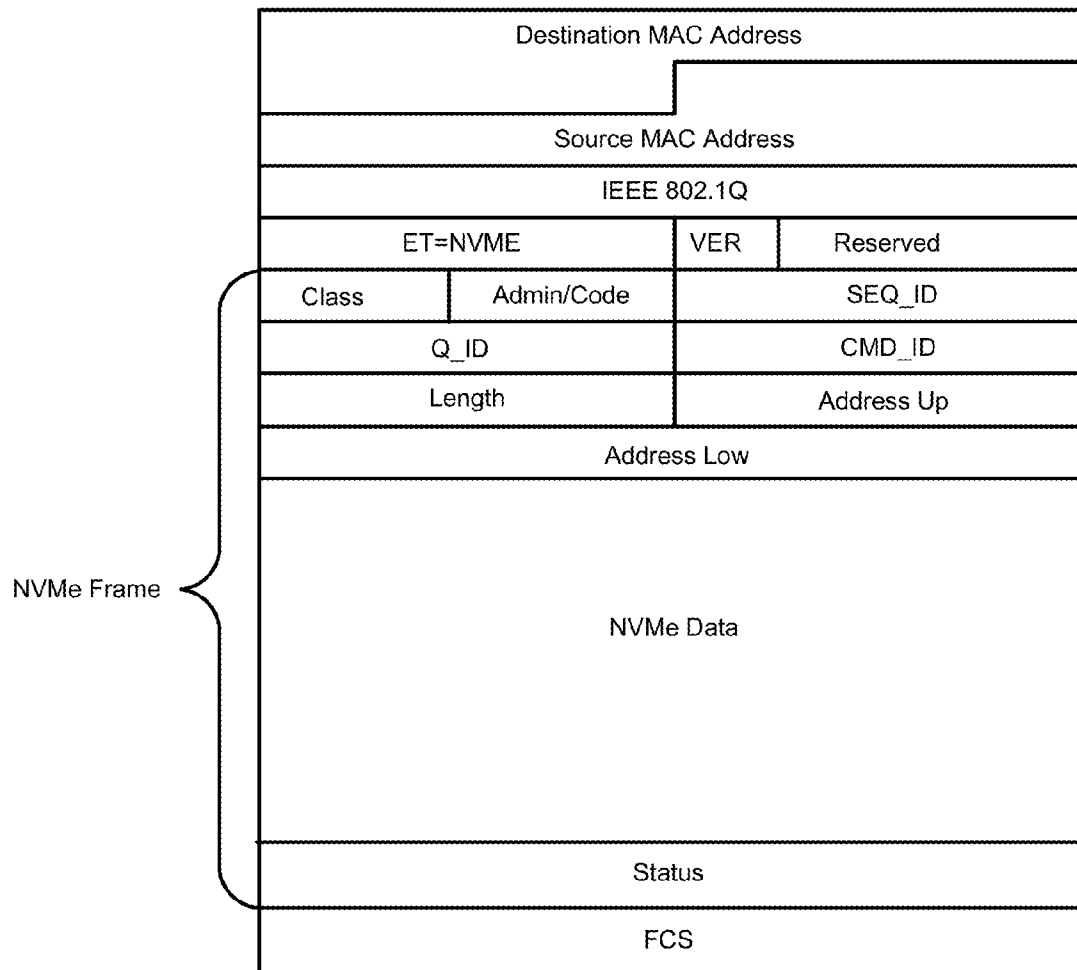 Destination MAC Address
Source MAC Address
IEEE 802.1Q
ET=NVME VER Reserved
Class Admin/Code SEQ_ID
Q_ID CMD_ID
Length Address Up
Address Low
NVMe Frame
NVMe Data
Status
FCS